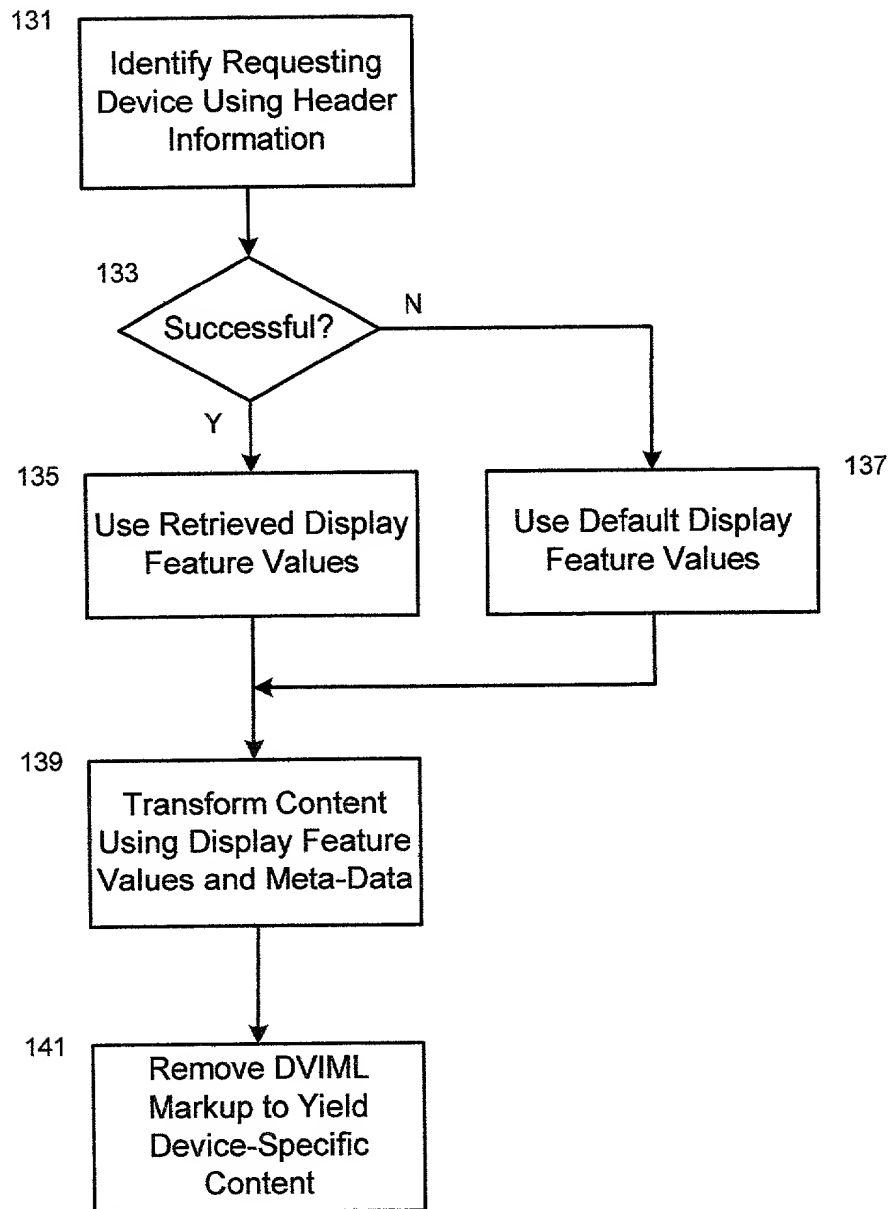 131
Identify Requesting
Device Using Header
Information
133
Successful?
N
Y
135
Use Retrieved Display
Feature Values
137
Use Default Display
Feature Values
139
Transform Content
Using Display Feature
Values and Meta-Data
141
Remove DVIML
Markup to Yield
Device-Specific
Content